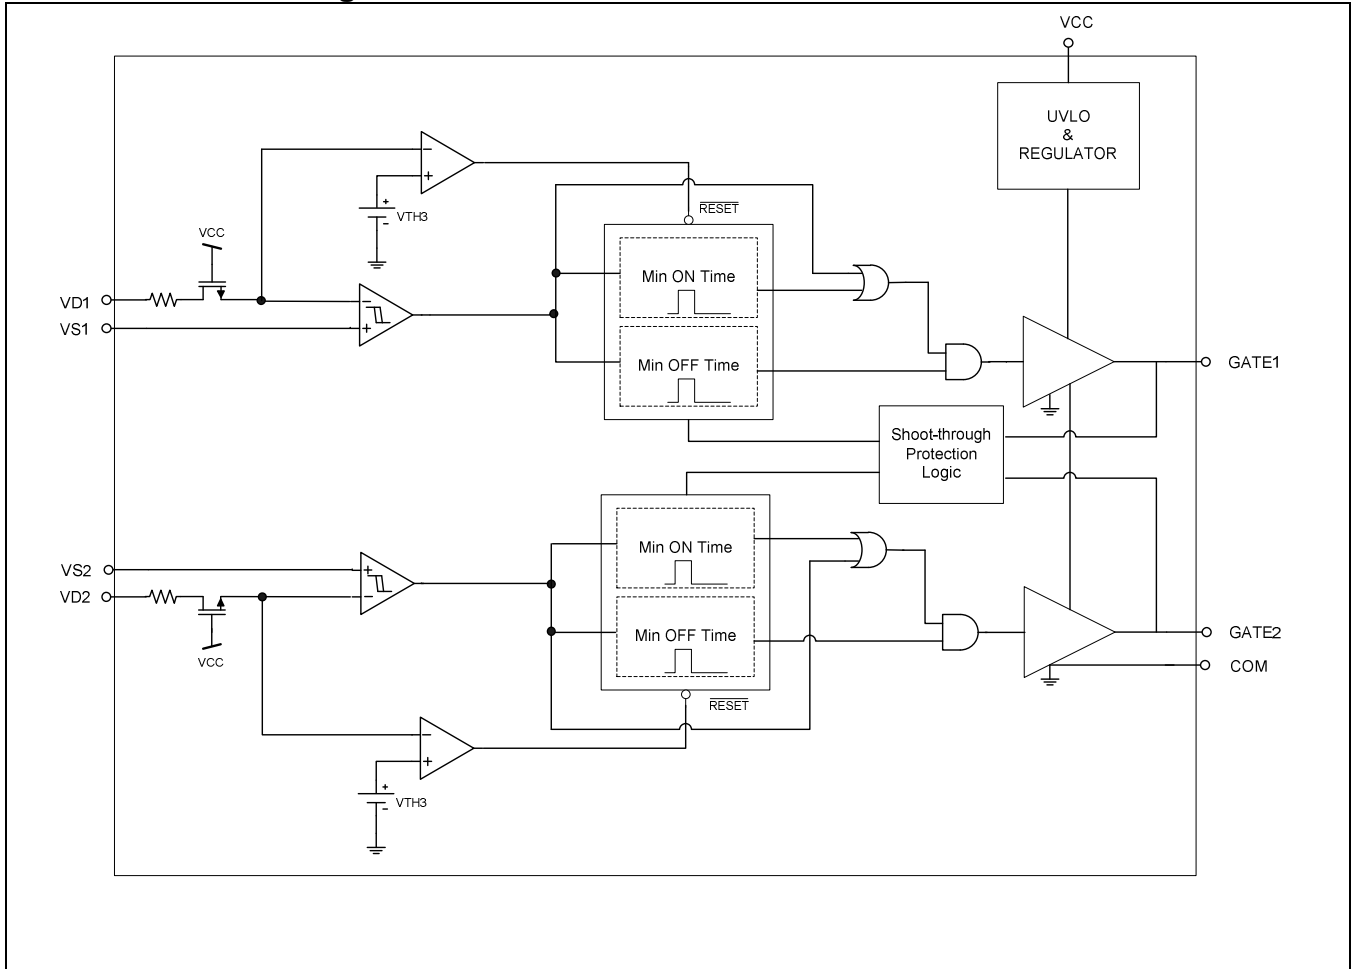 VCC
UVLO
&
REGULATOR
−
+
+
-
VTH3
RESET
VCC
VD1
VS1
−
+
Min ON Time
Min OFF Time
GATE1
Shoot-through
Protection
Logic
VS2
VD2
+
−
VCC
Min ON Time
Min OFF Time
RESET
GATE2
COM
−
+
+
-
VTH3